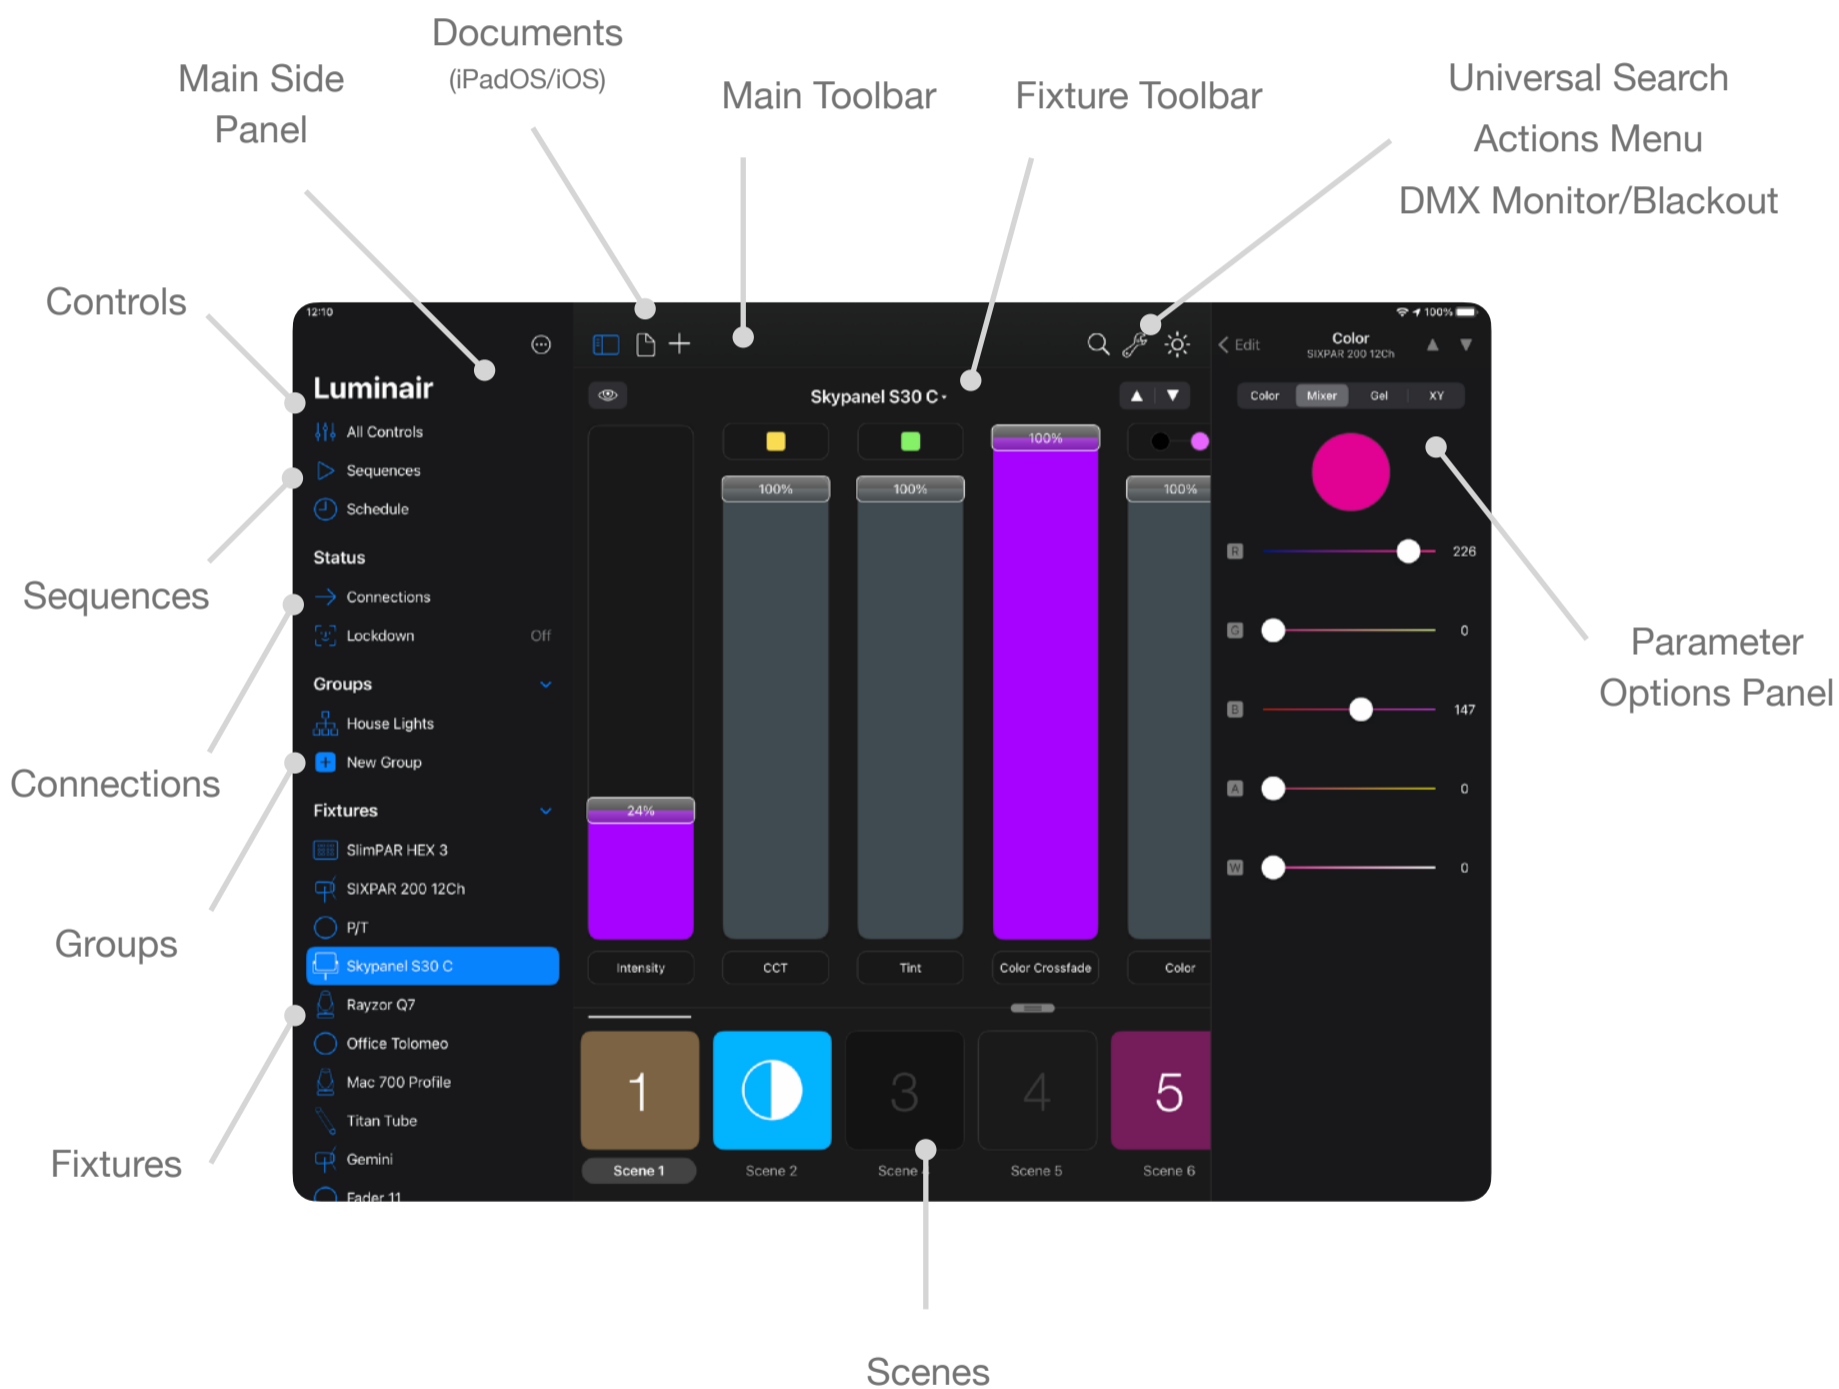 Documents
(iPadOS/iOS)
Main Side
Panel
Main Toolbar
Fixture Toolbar
Universal Search
Actions Menu
DMX Monitor/Blackout
Controls
Sequences
Connections
Groups
Fixtures
12:10
Luminair
All Controls
Sequences
Schedule
Status
Connections
Lockdown Off
Groups
House Lights
New Group
Fixtures
SlimPAR HEX 3
SIXPAR 200 12Ch
P/T
Skypanel S30 C
Rayzor Q7
Office Tolomeo
Mac 700 Profile
Titan Tube
Gemini
Fader 11
Skypanel S30 C
100%
100% 100% 100%
24%
Intensity CCT Tint Color Crossfade Color
1 3 4 5
Scene 1 Scene 2 Scene Scene 5 Scene 6
100%
Edit
Color
SIXPAR 200 12Ch
Color Mixer Gel XY
R 226
G 0
B 147
A 0
W 0
Parameter
Options Panel
Scenes